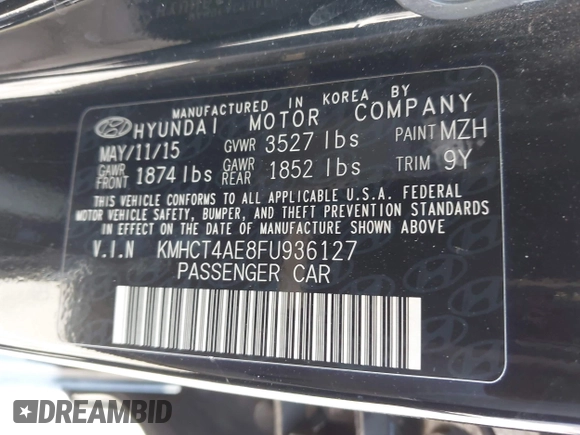 MANUFACTURED IN KOREA BY
HYUNDAI MOTOR COMPANY
MAY/11/15 GVWR 3527 lbs PAINT MZH
GAWR FRONT 1874 lbs GAWR REAR 1852 lbs TRIM 9Y
THIS VEHICLE CONFORMS TO ALL APPLICABLE U.S.A. FEDERAL
MOTOR VEHICLE SAFETY, BUMPER, AND THEFT PREVENTION STANDARDS
IN EFFECT ON THE DATE OF MANUFACTURE SHOWN ABOVE.
V.I.N KMHCT4AE8FU936127
PASSENGER CAR
DREAMBID